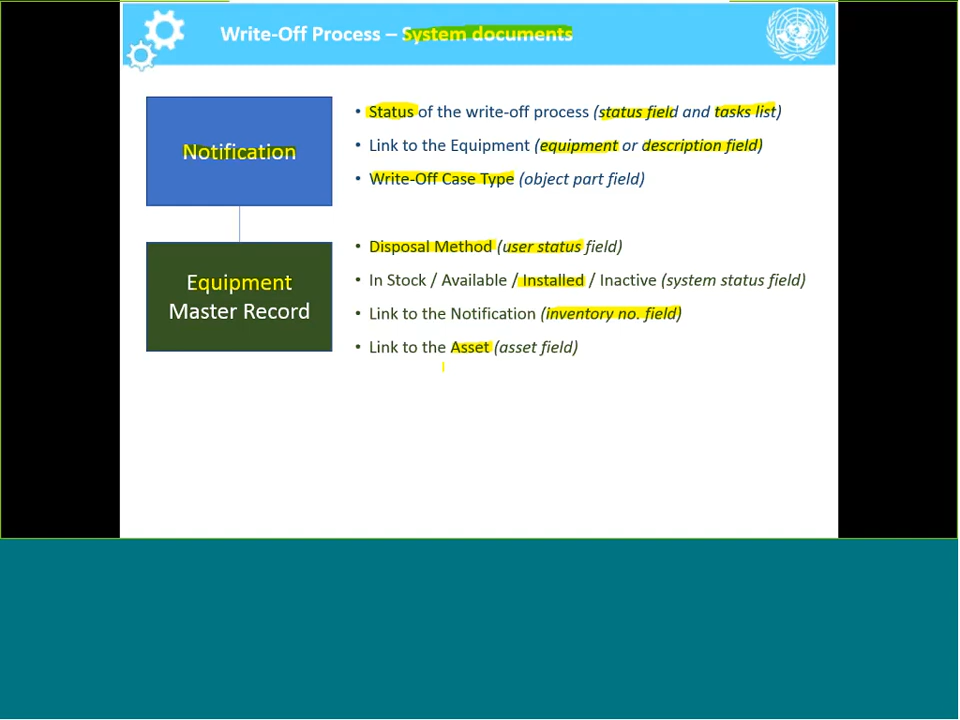 Write-Off Process – System documents
Notification
• Status of the write-off process (status field and tasks list)
• Link to the Equipment (equipment or description field)
• Write-Off Case Type (object part field)
Equipment
Master Record
• Disposal Method (user status field)
• In Stock / Available / Installed / Inactive (system status field)
• Link to the Notification (inventory no. field)
• Link to the Asset (asset field)